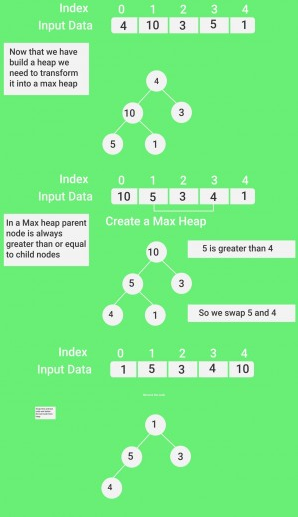 Index 0 1 2 3 4
Input Data 4 10 3 5 1
Now that we have
build a heap we
need to transform
it into a max heap
4
10 3
5 1
Index 0 1 2 3 4
Input Data 10 5 3 4 1
In a Max heap parent
node is always
greater than or equal
to child nodes
Create a Max Heap
10
5 is greater than 4
5 3
4 1
So we swap 5 and 4
Index 0 1 2 3 4
Input Data 1 5 3 4 10
1
5 3
4